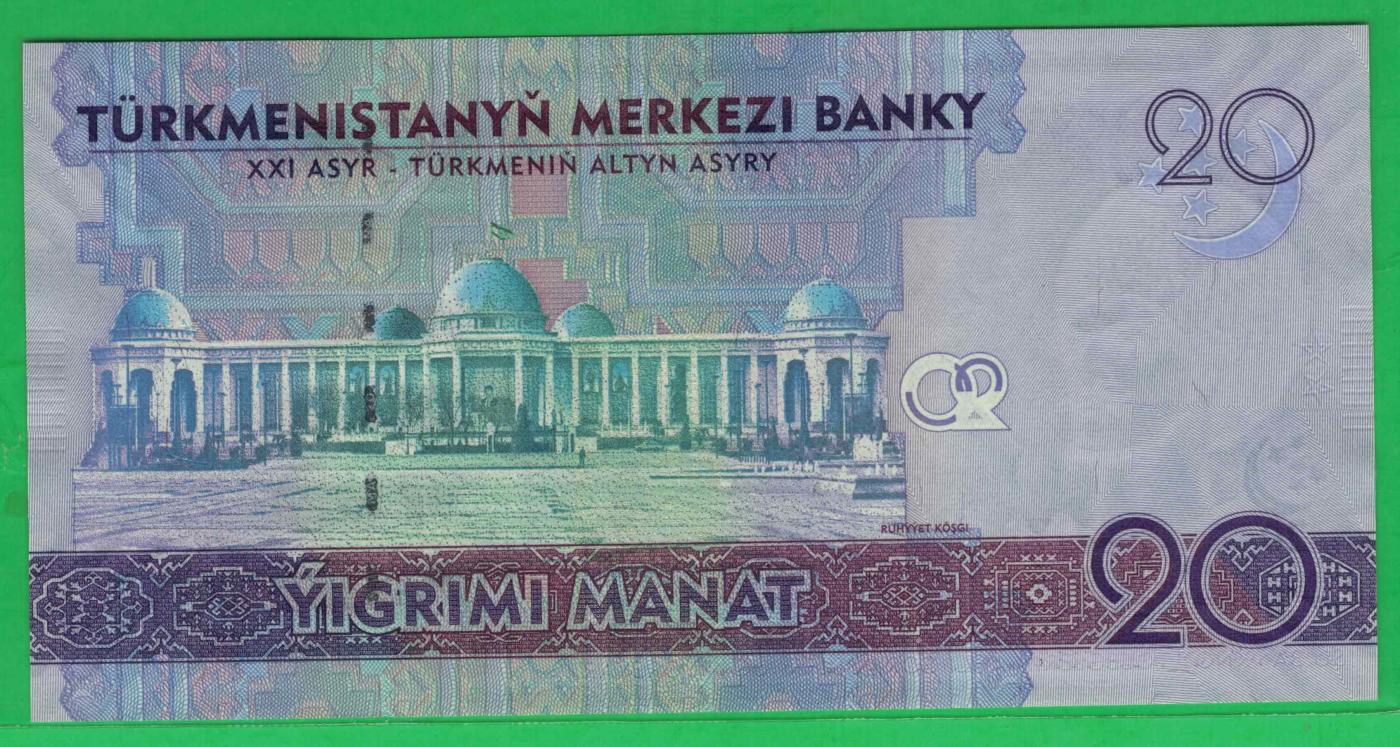 TÜRKMENISTANYŇ MERKEZI BANKY
XXI ASYR - TÜRKMENIŇ ALTYN ASYRY
20
RUHYÝET KÖŞGI
ÝIGRIMI MANAT
20